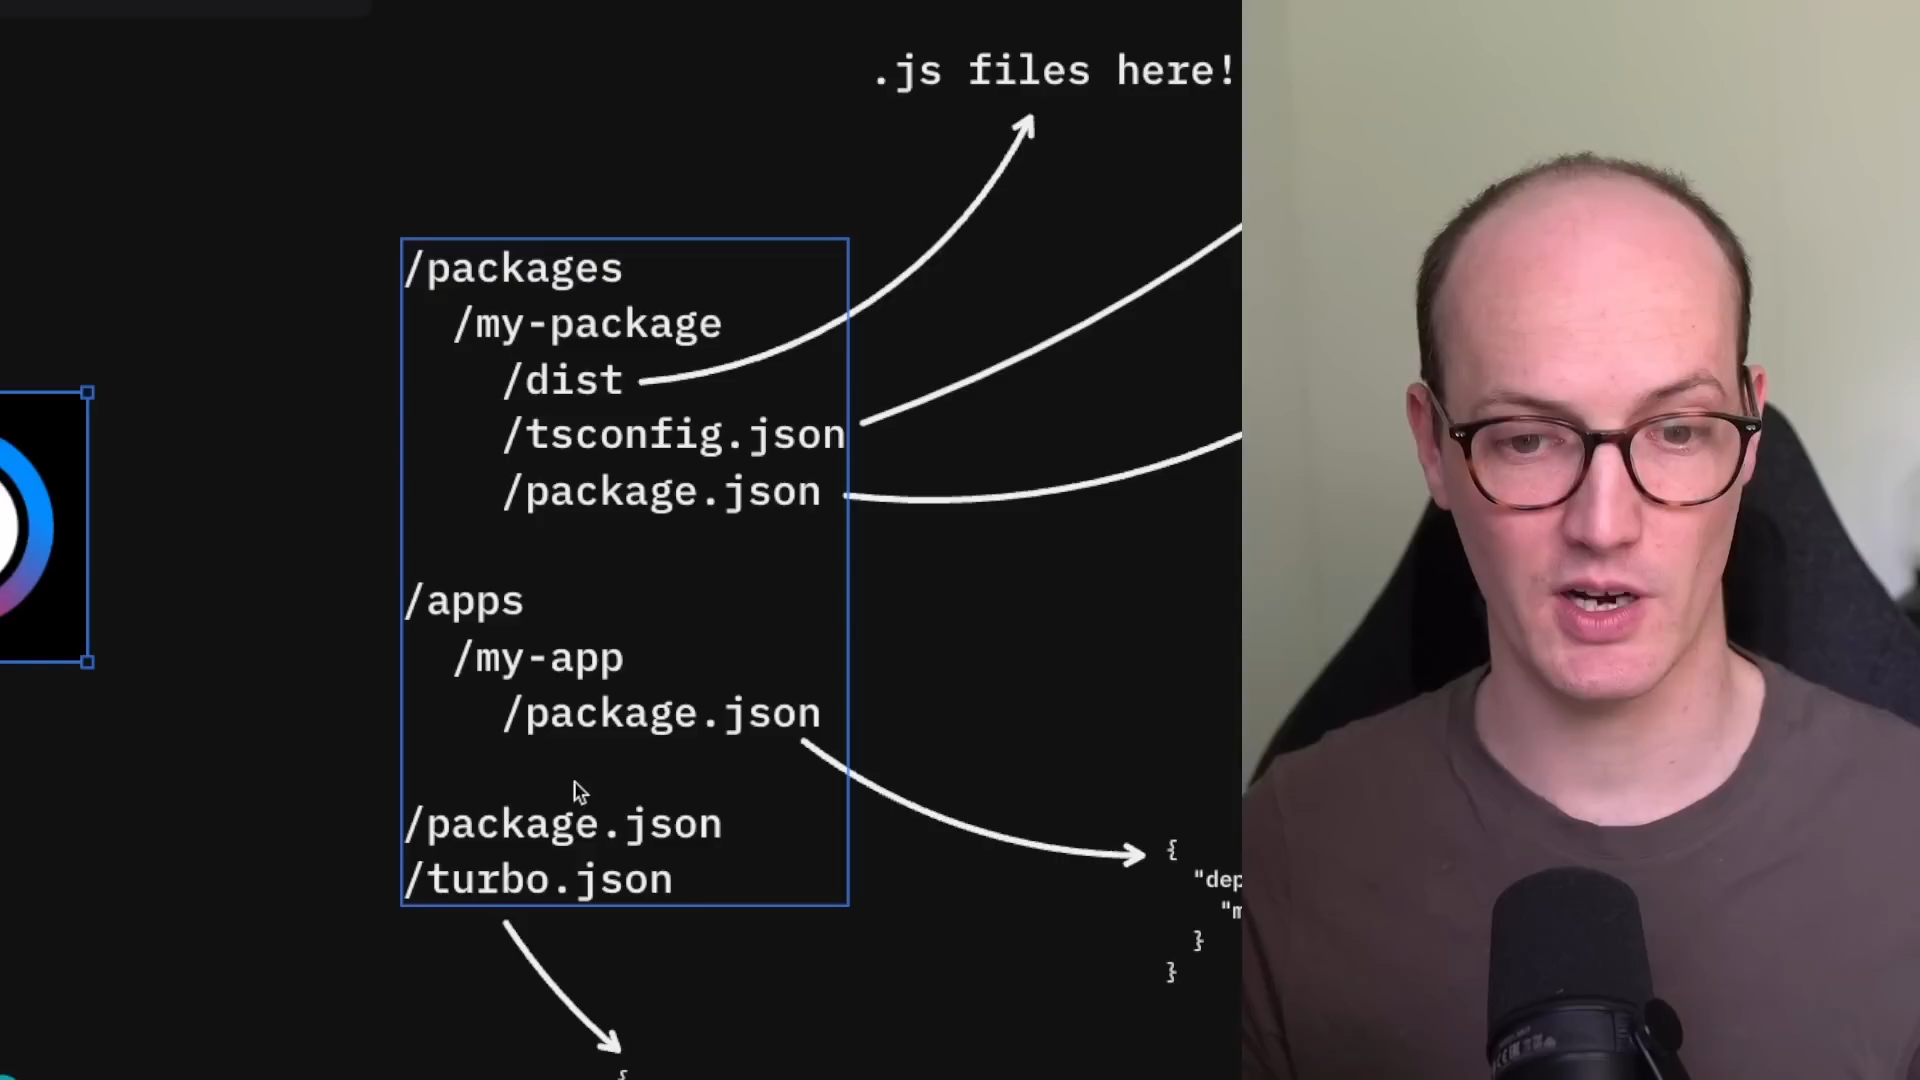 .js files here!
/packages
/my-package
/dist
/tsconfig.json
/package.json
/apps
/my-app
/package.json
/package.json
/turbo.json
{
"dep
"m
}
}
{